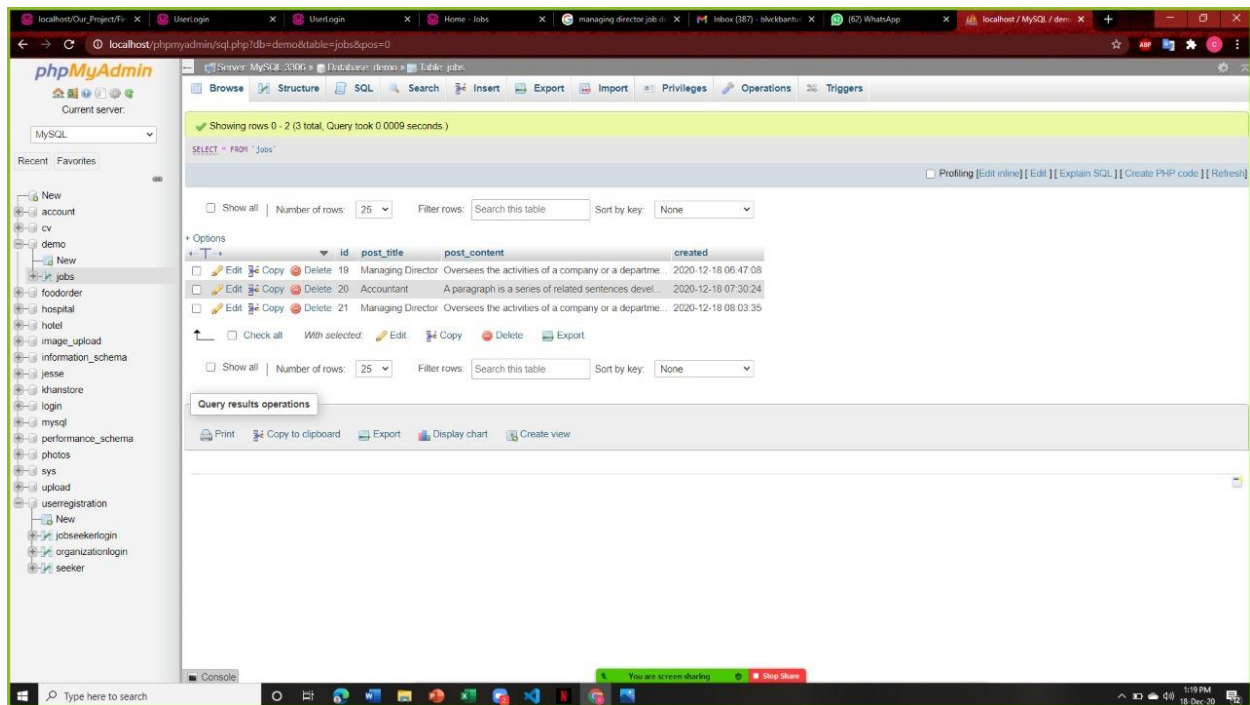 localhost/Our_Project/Fir
UserLogin
UserLogin
Home - Jobs
managing director job d
Inbox (387) - blvckbantu
(62) WhatsApp
localhost / MySQL / dem
localhost/phpmyadmin/sql.php?db=demo&table=jobs&pos=0
phpMyAdmin
Current server:
MySQL
Recent Favorites
New
account
cv
demo
New
jobs
foodorder
hospital
hotel
image_upload
information_schema
jesse
khanstore
login
mysql
performance_schema
photos
sys
upload
userregistration
New
jobseekerlogin
organizationlogin
seeker
Server: MySQL:3306 » Database: demo » Table: jobs
Browse Structure SQL Search Insert Export Import Privileges Operations Triggers
Showing rows 0 - 2 (3 total, Query took 0.0009 seconds.)
SELECT * FROM `jobs`
Profiling [Edit inline] [ Edit ] [ Explain SQL ] [ Create PHP code ] [ Refresh]
Show all | Number of rows: 25 Filter rows: Search this table Sort by key: None
+ Options
←T→ id post_title post_content created
Edit Copy Delete 19 Managing Director Oversees the activities of a company or a departme... 2020-12-18 06:47:08
Edit Copy Delete 20 Accountant A paragraph is a series of related sentences devel... 2020-12-18 07:30:24
Edit Copy Delete 21 Managing Director Oversees the activities of a company or a departme... 2020-12-18 08:03:35
Check all With selected: Edit Copy Delete Export
Show all | Number of rows: 25 Filter rows: Search this table Sort by key: None
Query results operations
Print Copy to clipboard Export Display chart Create view
Console
You are screen sharing Stop Share
Type here to search
1:19 PM
18-Dec-20